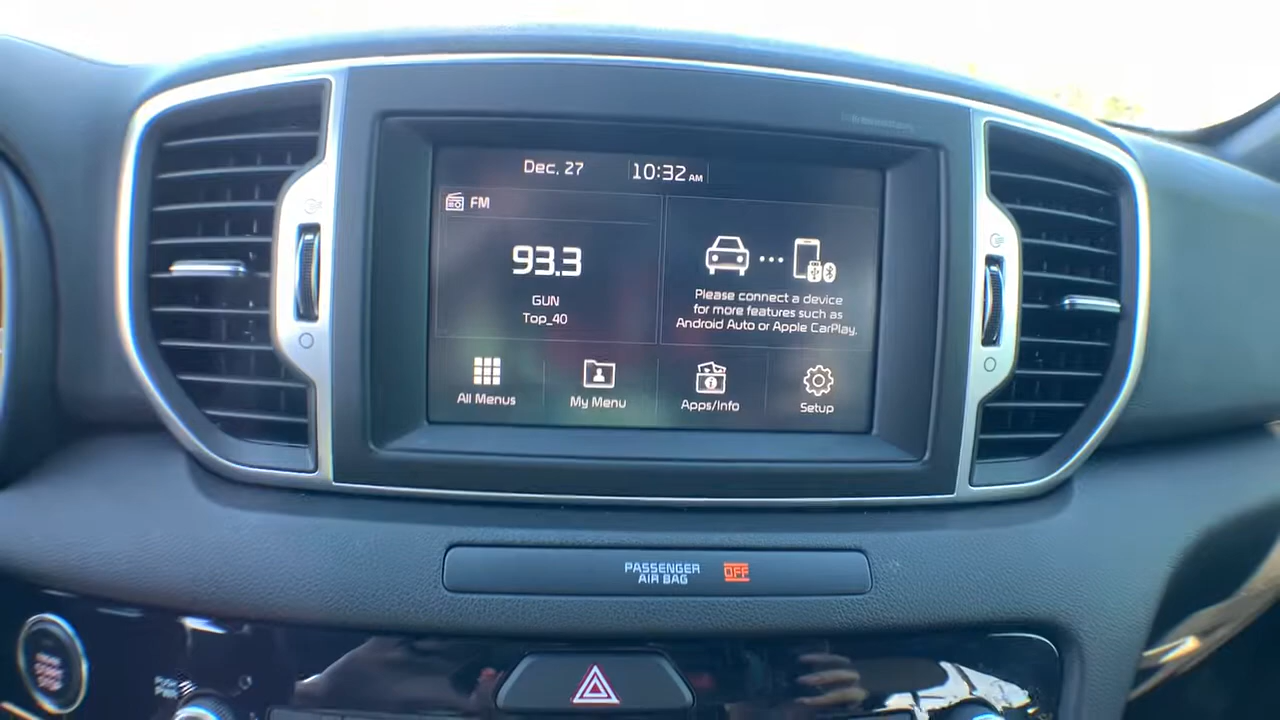 Dec. 27 10:32 AM
FM
93.3
GUN
Top_40
Please connect a device
for more features such as
Android Auto or Apple CarPlay.
All Menus
My Menu
Apps/Info
Setup
PASSENGER
AIR BAG
OFF